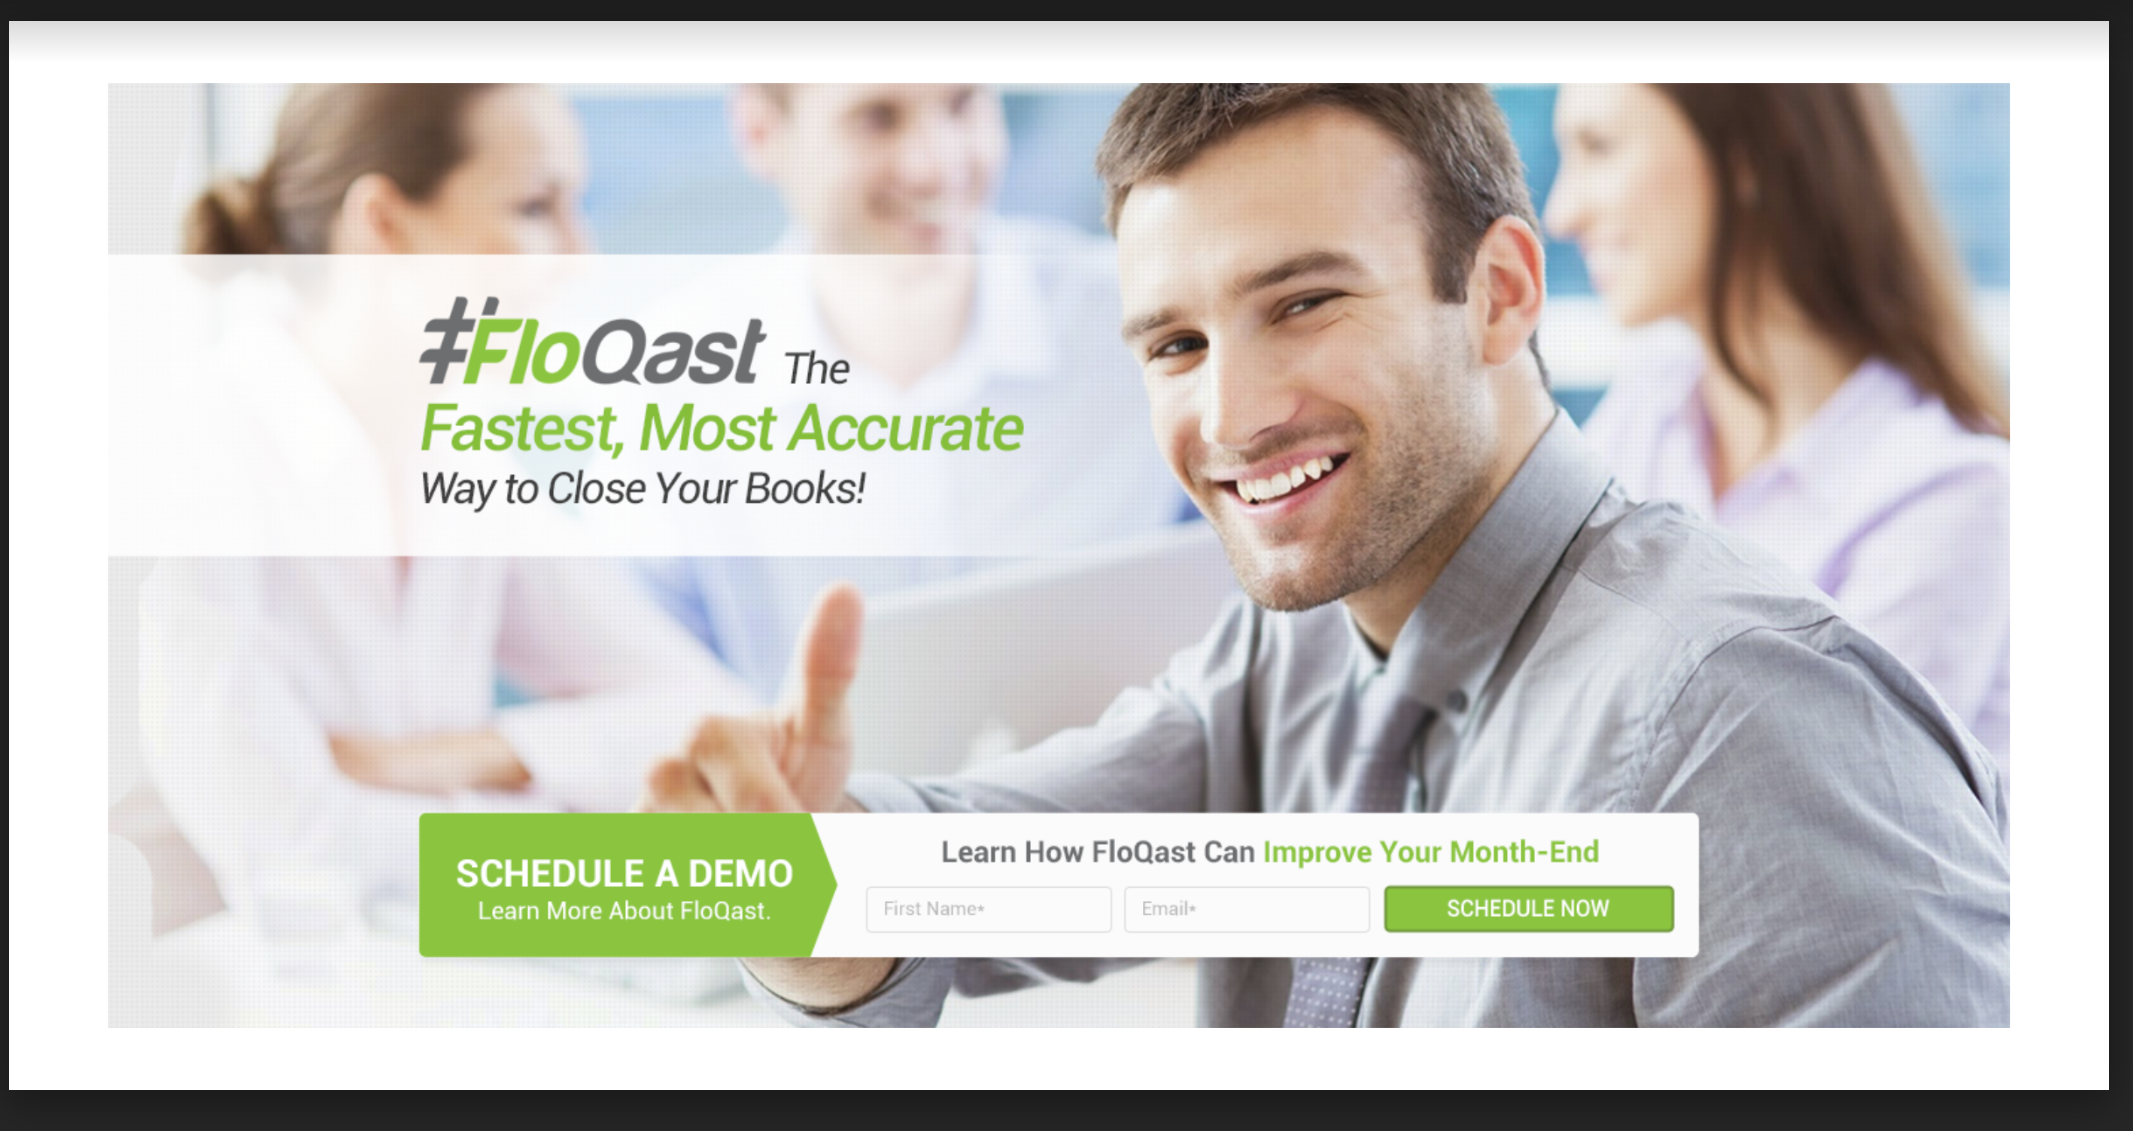 #FloQast The
Fastest, Most Accurate
Way to Close Your Books!
SCHEDULE A DEMO
Learn More About FloQast.
Learn How FloQast Can Improve Your Month-End
First Name*
Email*
SCHEDULE NOW